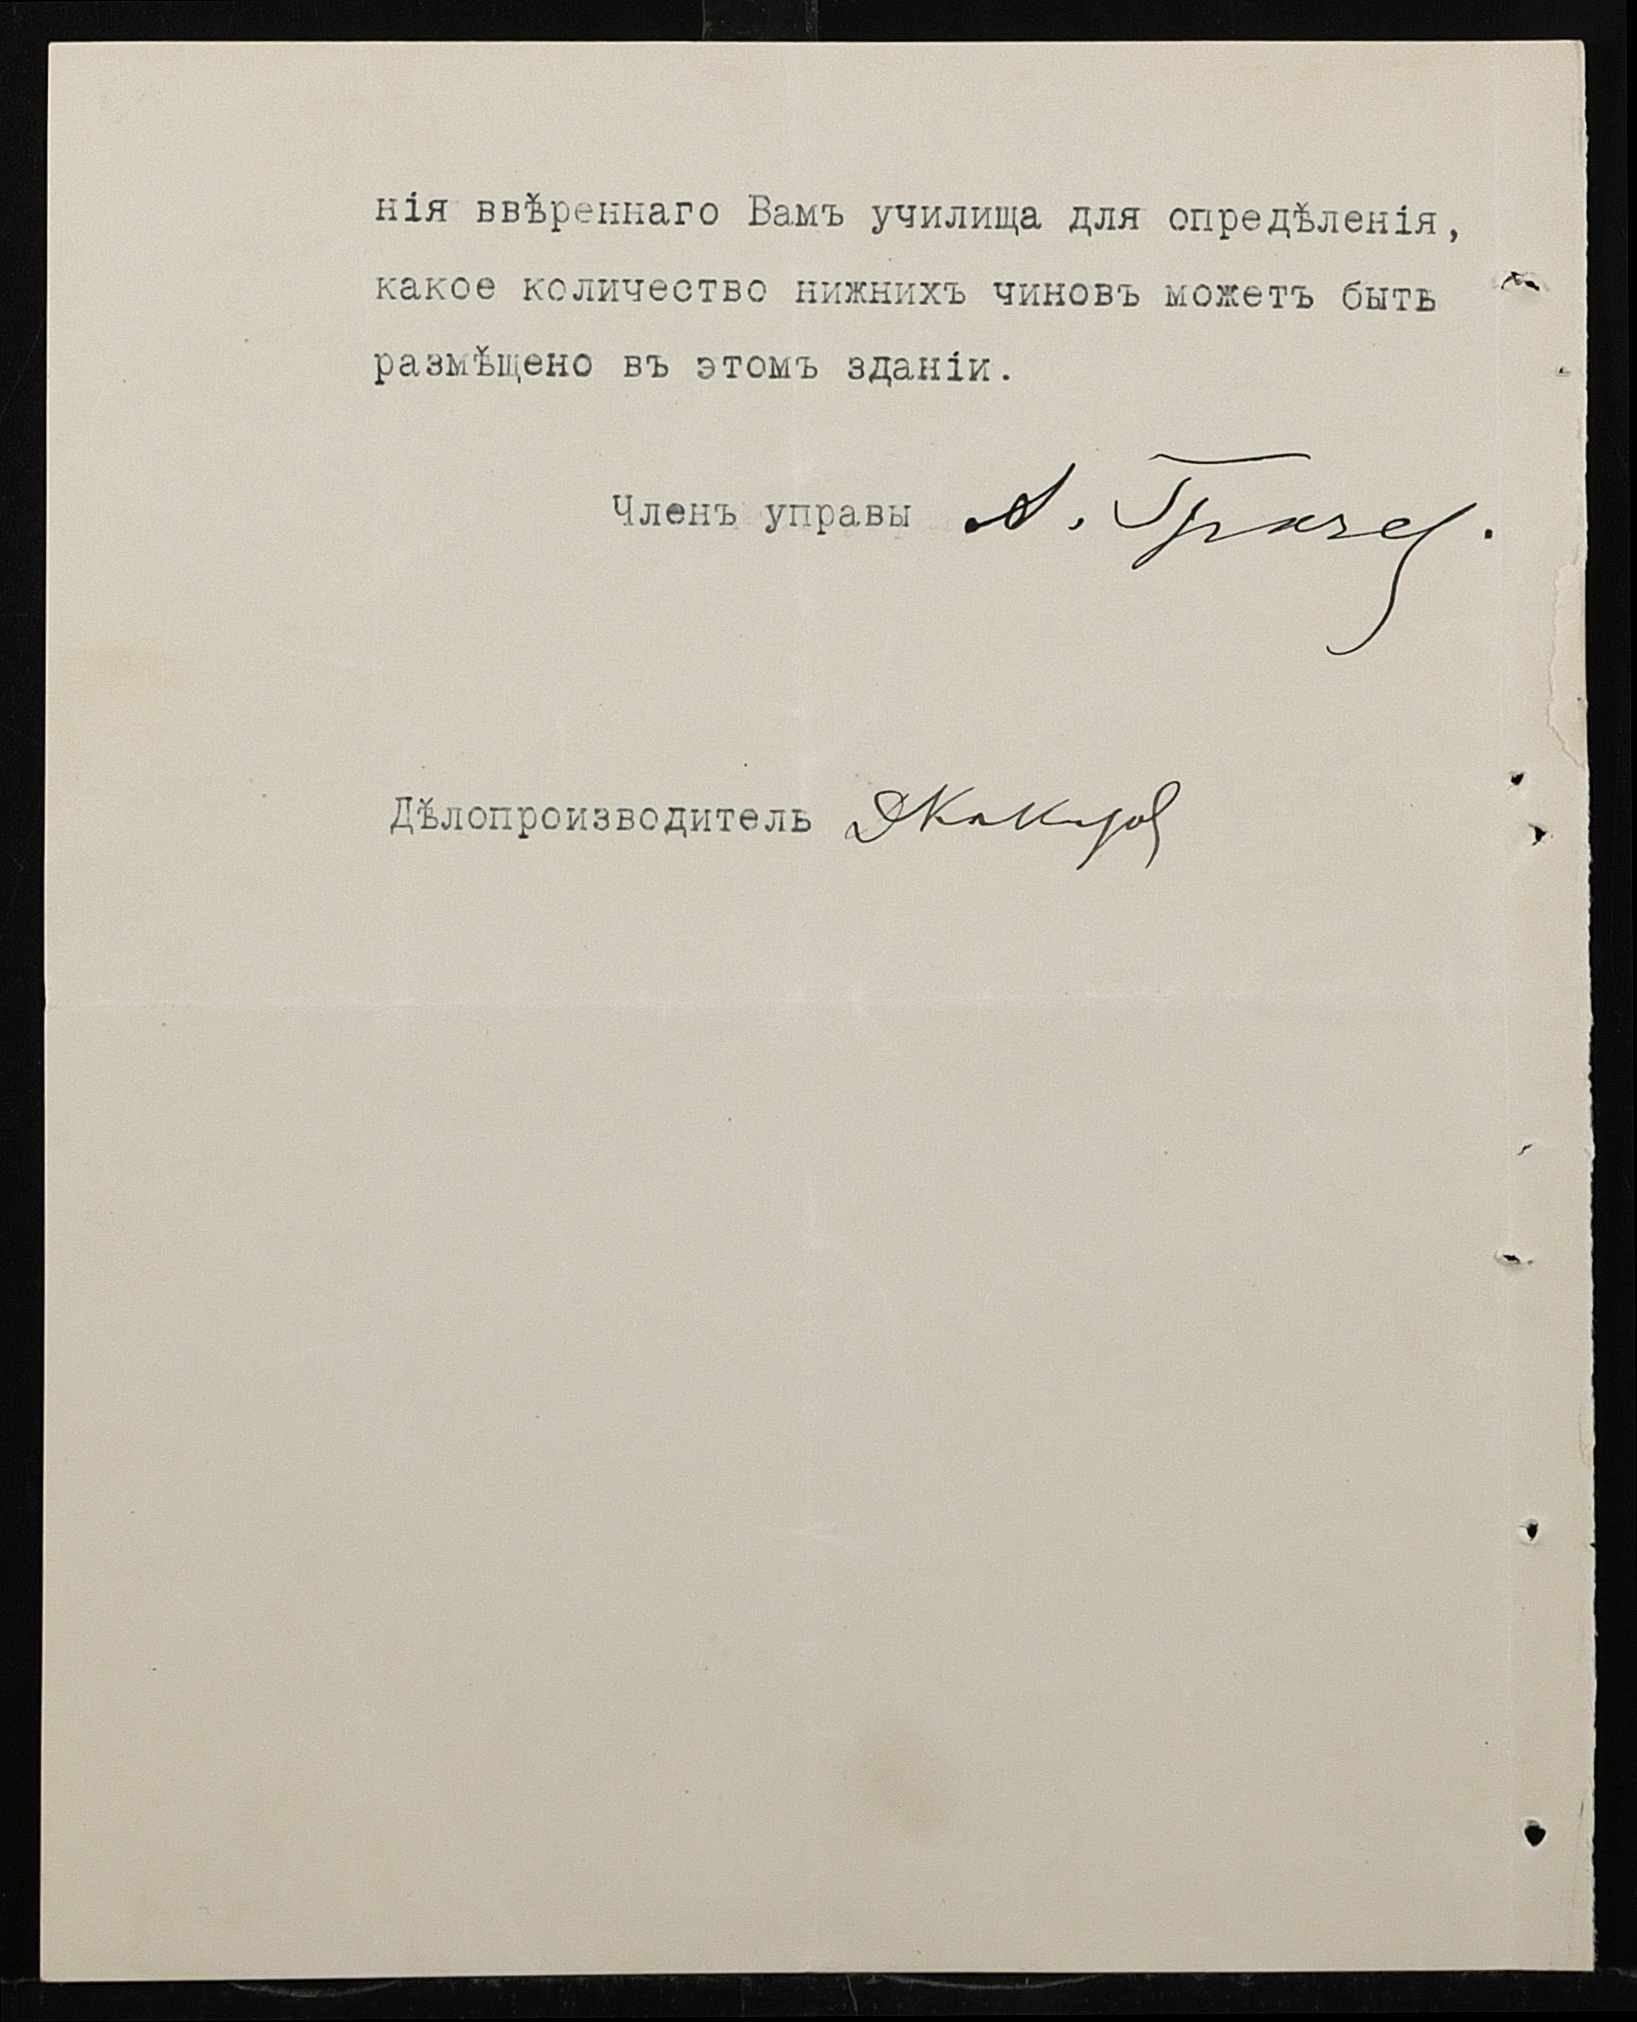 нія ввѣреннаго Вамъ училища для опредѣленія,
какое количество нижнихъ чиновъ можетъ быть
размѣщено въ этомъ зданіи.
Членъ управы А. Грачев.
Дѣлопроизводитель